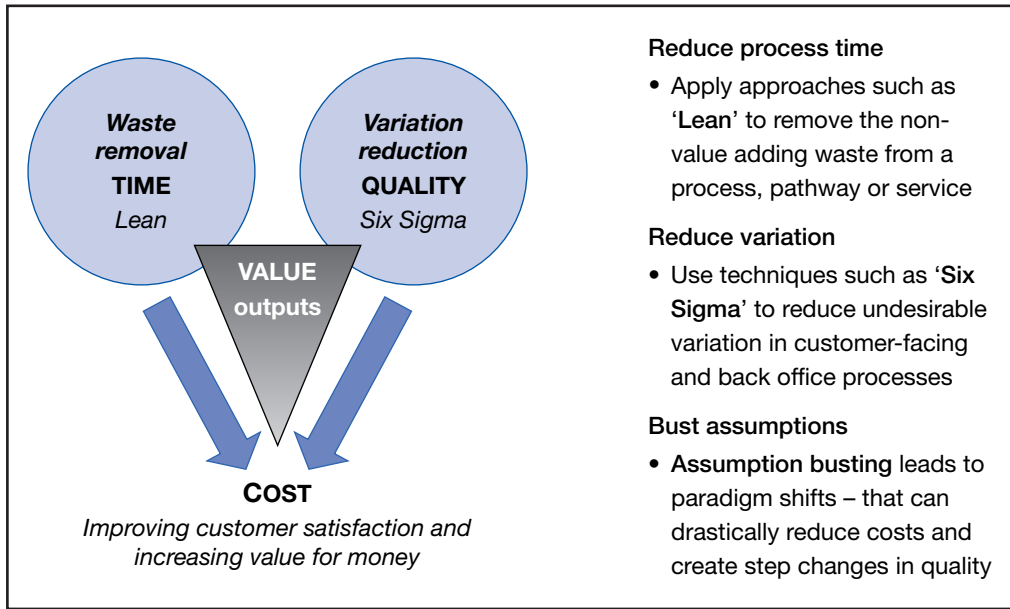 Waste
removal
TIME
Lean
Variation
reduction
QUALITY
Six Sigma
VALUE
outputs
COST
Improving customer satisfaction and
increasing value for money
Reduce process time
• Apply approaches such as
‘Lean’ to remove the non-
value adding waste from a
process, pathway or service
Reduce variation
• Use techniques such as ‘Six
Sigma’ to reduce undesirable
variation in customer-facing
and back office processes
Bust assumptions
• Assumption busting leads to
paradigm shifts – that can
drastically reduce costs and
create step changes in quality